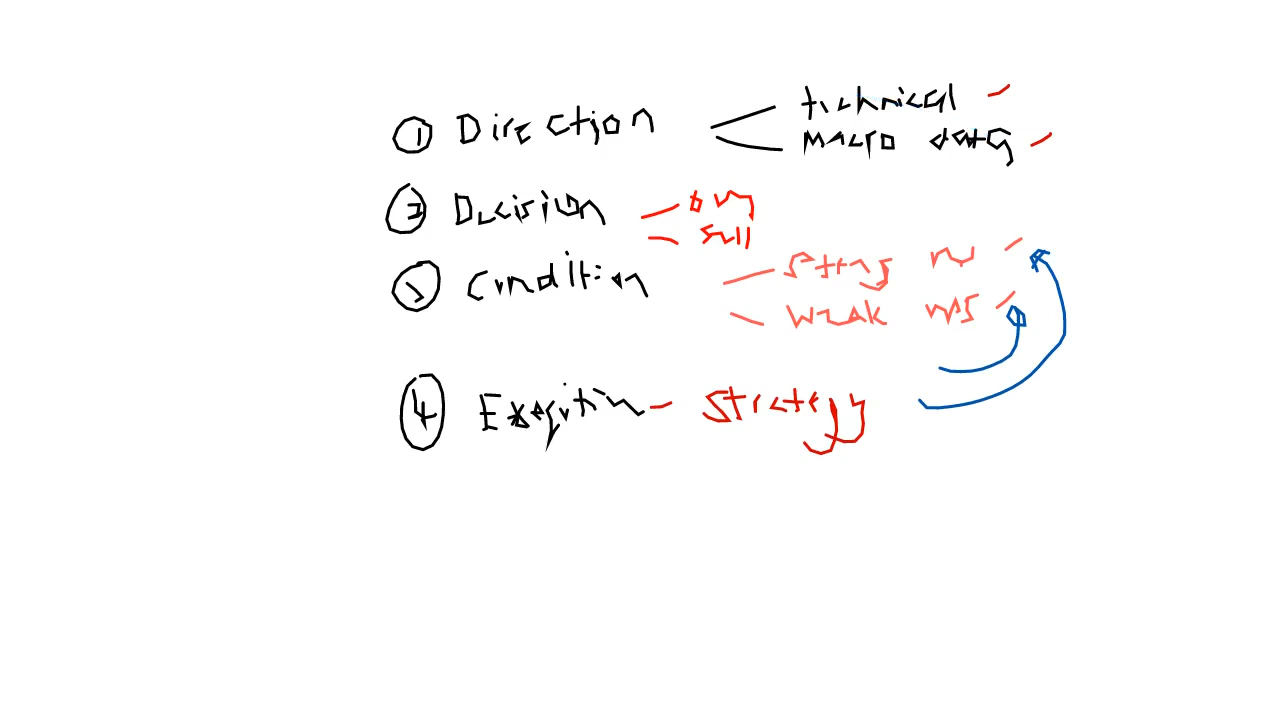 ① Direction technical
macro data
② Decision buy
sell
③ Condition strong
weak
④ Execution - Strategy